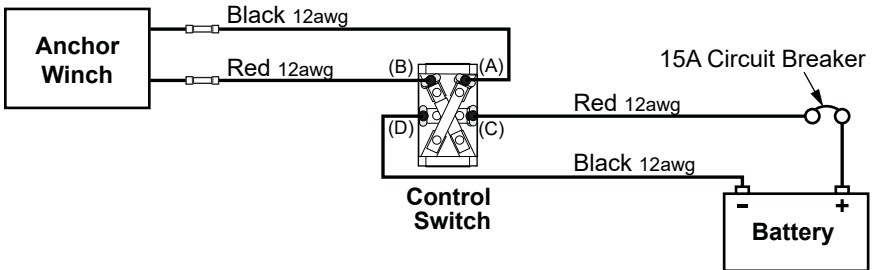 Black 12awg
Anchor
Winch
Red 12awg
(B)
(A)
15A Circuit Breaker
(D)
(C)
Red 12awg
Black 12awg
Control
Switch
-
+
Battery